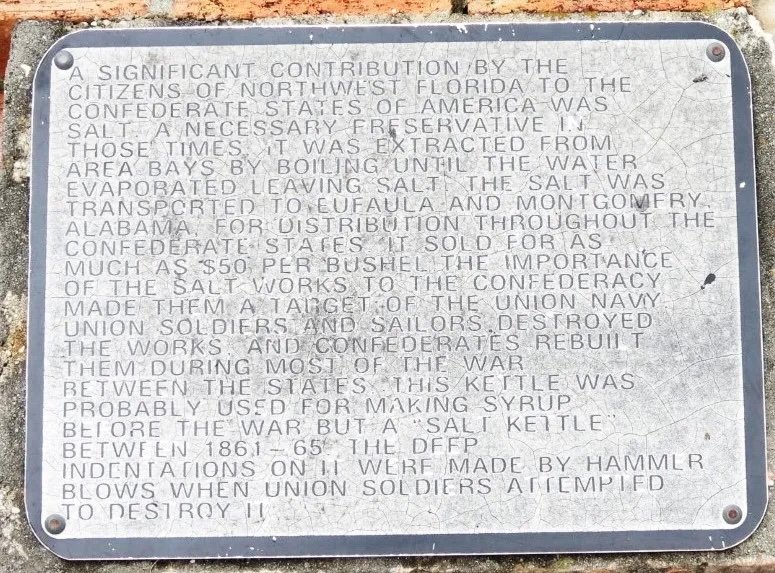 A SIGNIFICANT CONTRIBUTION BY THE
CITIZENS OF NORTHWEST FLORIDA TO THE
CONFEDERATE STATES OF AMERICA WAS
SALT. A NECESSARY PRESERVATIVE IN
THOSE TIMES, IT WAS EXTRACTED FROM
AREA BAYS BY BOILING UNTIL THE WATER
EVAPORATED LEAVING SALT. THE SALT WAS
TRANSPORTED TO EUFAULA AND MONTGOMERY,
ALABAMA, FOR DISTRIBUTION THROUGHOUT THE
CONFEDERATE STATES. IT SOLD FOR AS
MUCH AS $50 PER BUSHEL. THE IMPORTANCE
OF THE SALT WORKS TO THE CONFEDERACY
MADE THEM A TARGET OF THE UNION NAVY.
UNION SOLDIERS AND SAILORS DESTROYED
THE WORKS, AND CONFEDERATES REBUILT
THEM DURING MOST OF THE WAR
BETWEEN THE STATES. THIS KETTLE WAS
PROBABLY USED FOR MAKING SYRUP
BEFORE THE WAR BUT A "SALT KETTLE"
BETWEEN 1861-65. THE DEEP
INDENTATIONS ON IT WERE MADE BY HAMMER
BLOWS WHEN UNION SOLDIERS ATTEMPTED
TO DESTROY IT.